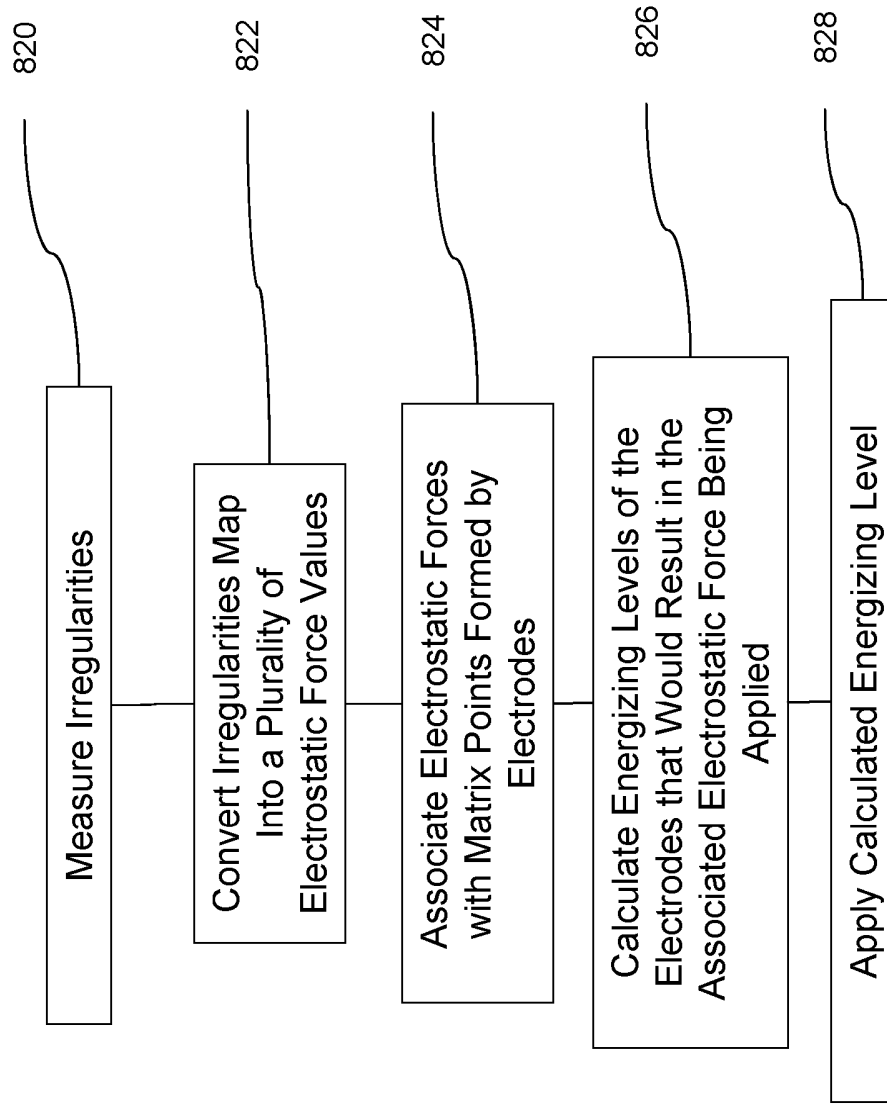 Measure Irregularities
820
Convert Irregularities Map
Into a Plurality of
Electrostatic Force Values
822
Associate Electrostatic Forces
with Matrix Points Formed by
Electrodes
824
Calculate Energizing Levels of the
Electrodes that Would Result in the
Associated Electrostatic Force Being
Applied
826
Apply Calculated Energizing Level
828